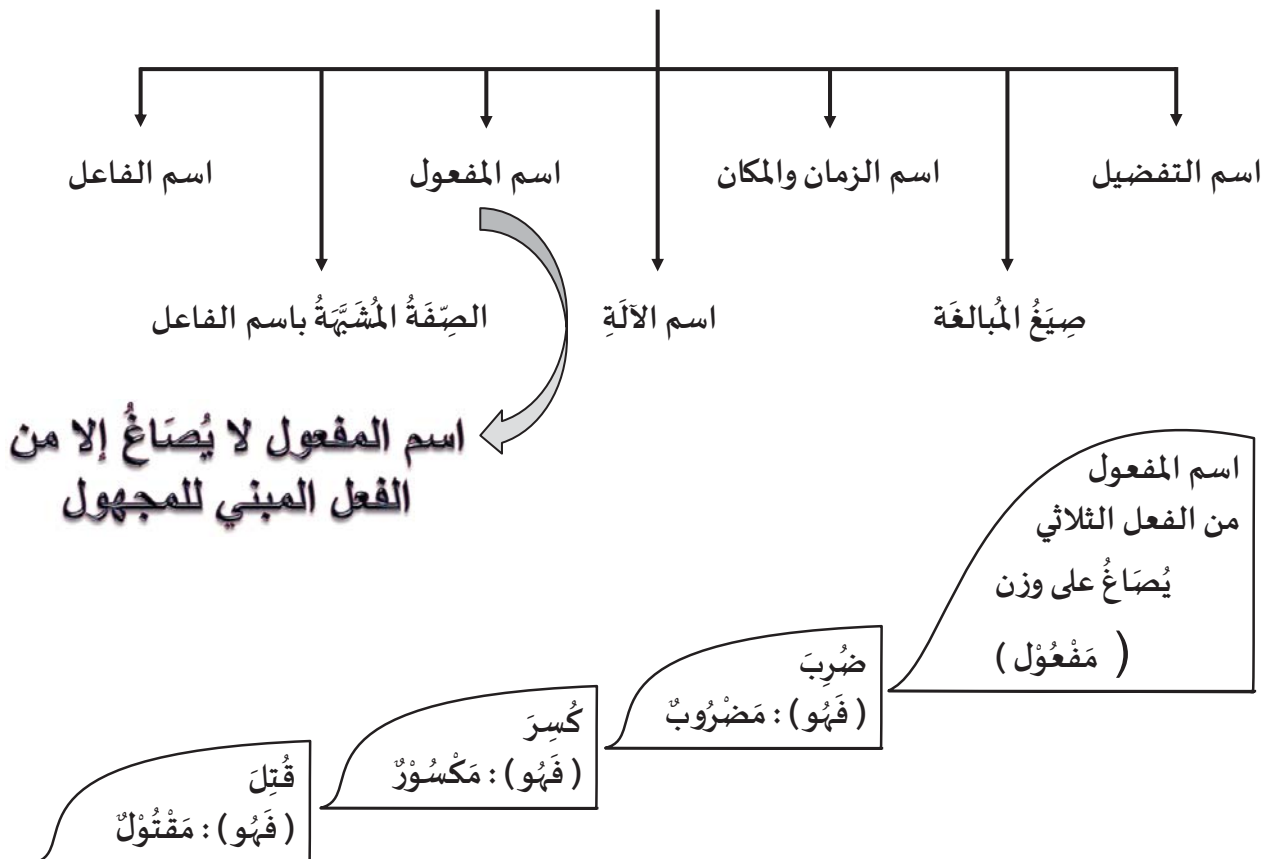 اسم التفضيل
اسم الزمان والمكان
اسم المفعول
اسم الفاعل
صِيَغُ المُبالغَة
اسم الآلَةِ
الصِّفَةُ المُشَبَّهَةُ باسم الفاعل
اسم المفعول لا يُصَاغُ إلا من
الفعل المبني للمجهول
اسم المفعول
من الفعل الثلاثي
يُصَاغُ على وزن
( مَفْعُوْل )
ضُرِبَ
( فَهُو ) : مَضْرُوبٌ
كُسِرَ
( فَهُو ) : مَكْسُوْرٌ
قُتِلَ
( فَهُو ) : مَقْتُوْلٌ